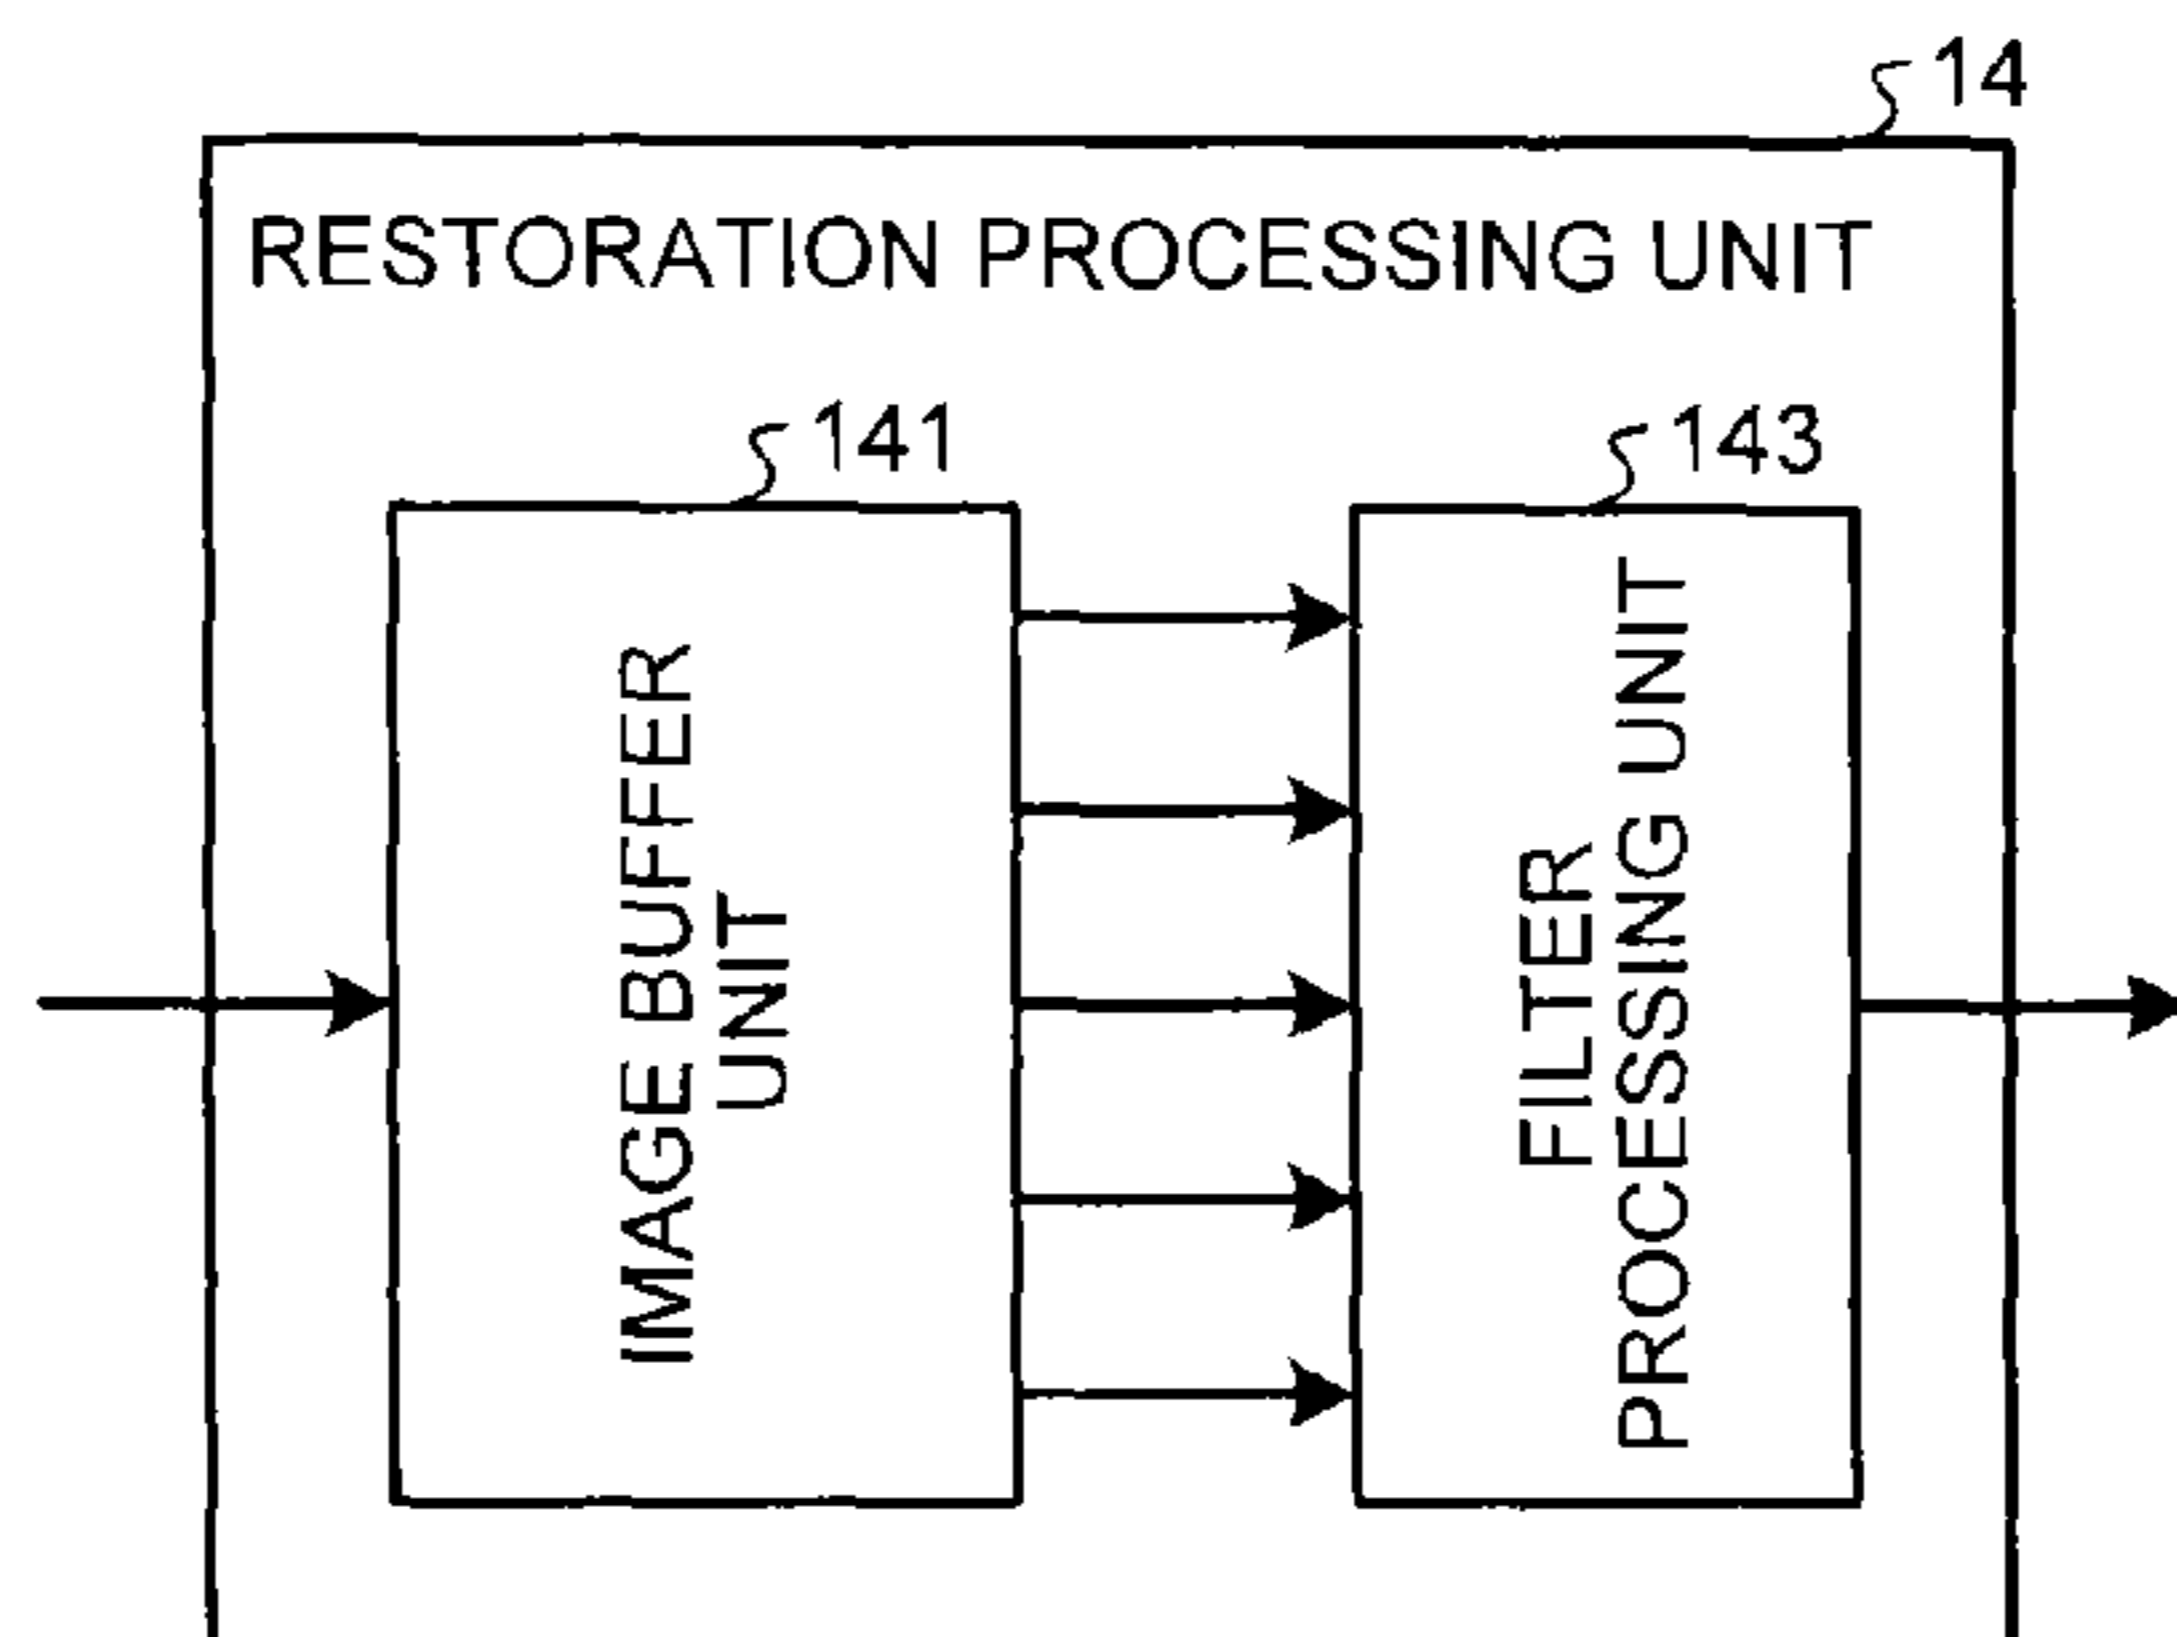 14
RESTORATION PROCESSING UNIT
141
143
IMAGE BUFFER
UNIT
FILTER
PROCESSING UNIT